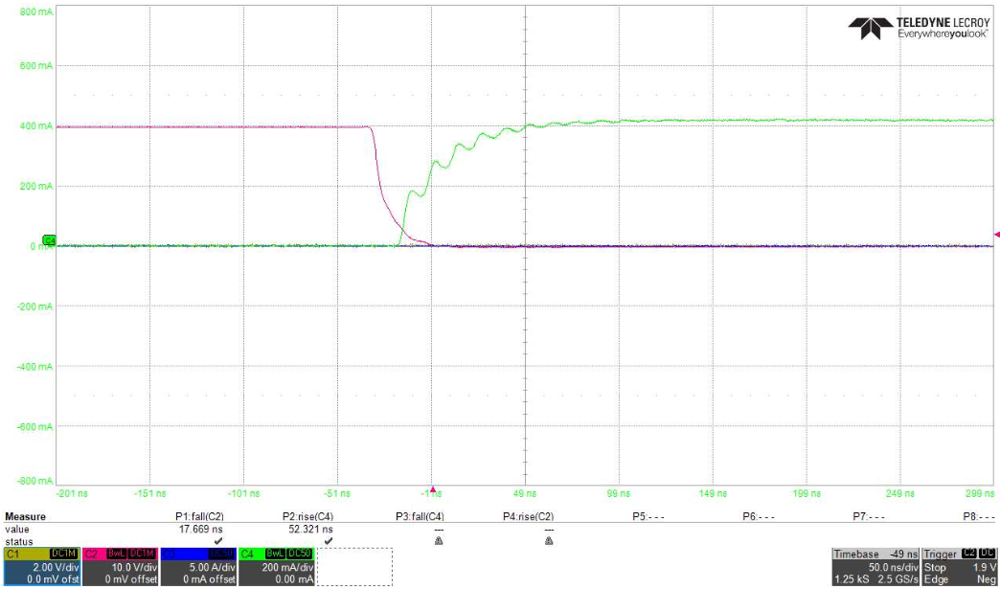 800 mA
TELEDYNE LECROY
Everywhereyoulook™
600 mA
400 mA
200 mA
C4
-200 mA
-400 mA
-600 mA
-800 mA
-201 ns -151 ns -101 ns -51 ns -1 ns 49 ns 99 ns 149 ns 199 ns 249 ns 299 ns
Measure P1:fall(C2) P2:rise(C4) P3:fall(C4) P4:rise(C2) P5:--- P6:--- P7:--- P8:---
value 17.669 ns 52.321 ns --- ---
status
C1 DC1M C2 BwL DC1M C4 BwL DC50 Timebase -49 ns Trigger C2 DC
2.00 V/div 10.0 V/div 5.00 A/div 200 mA/div 50.0 ns/div Stop 1.9 V
0.0 mV ofst 0 mV offset 0 mA offset 0.00 mA 1.25 kS 2.5 GS/s Edge Neg